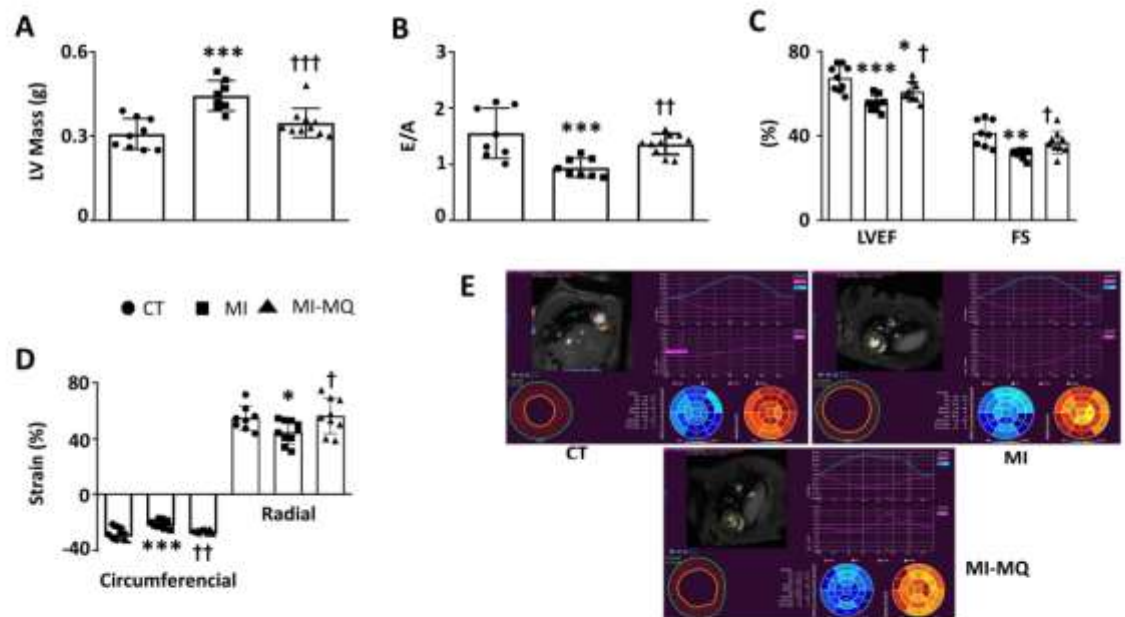 A
LV Mass (g)
0.6
0.3
0
***
†††
B
E/A
3
2
1
0
***
††
C
(%)
80
40
0
***
*
†
**
†
LVEF
FS
CT
MI
MI-MQ
D
Strain (%)
80
40
0
-40
***
††
*
†
Circumferencial
Radial
E
CT
MI
MI-MQ